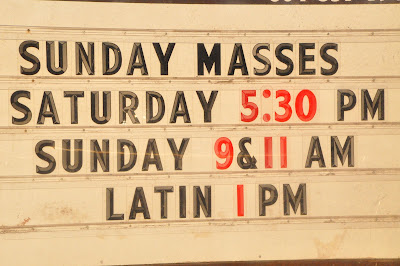 SUNDAY MASSES
SATURDAY 5:30 PM
SUNDAY 9&11 AM
LATIN 1 PM